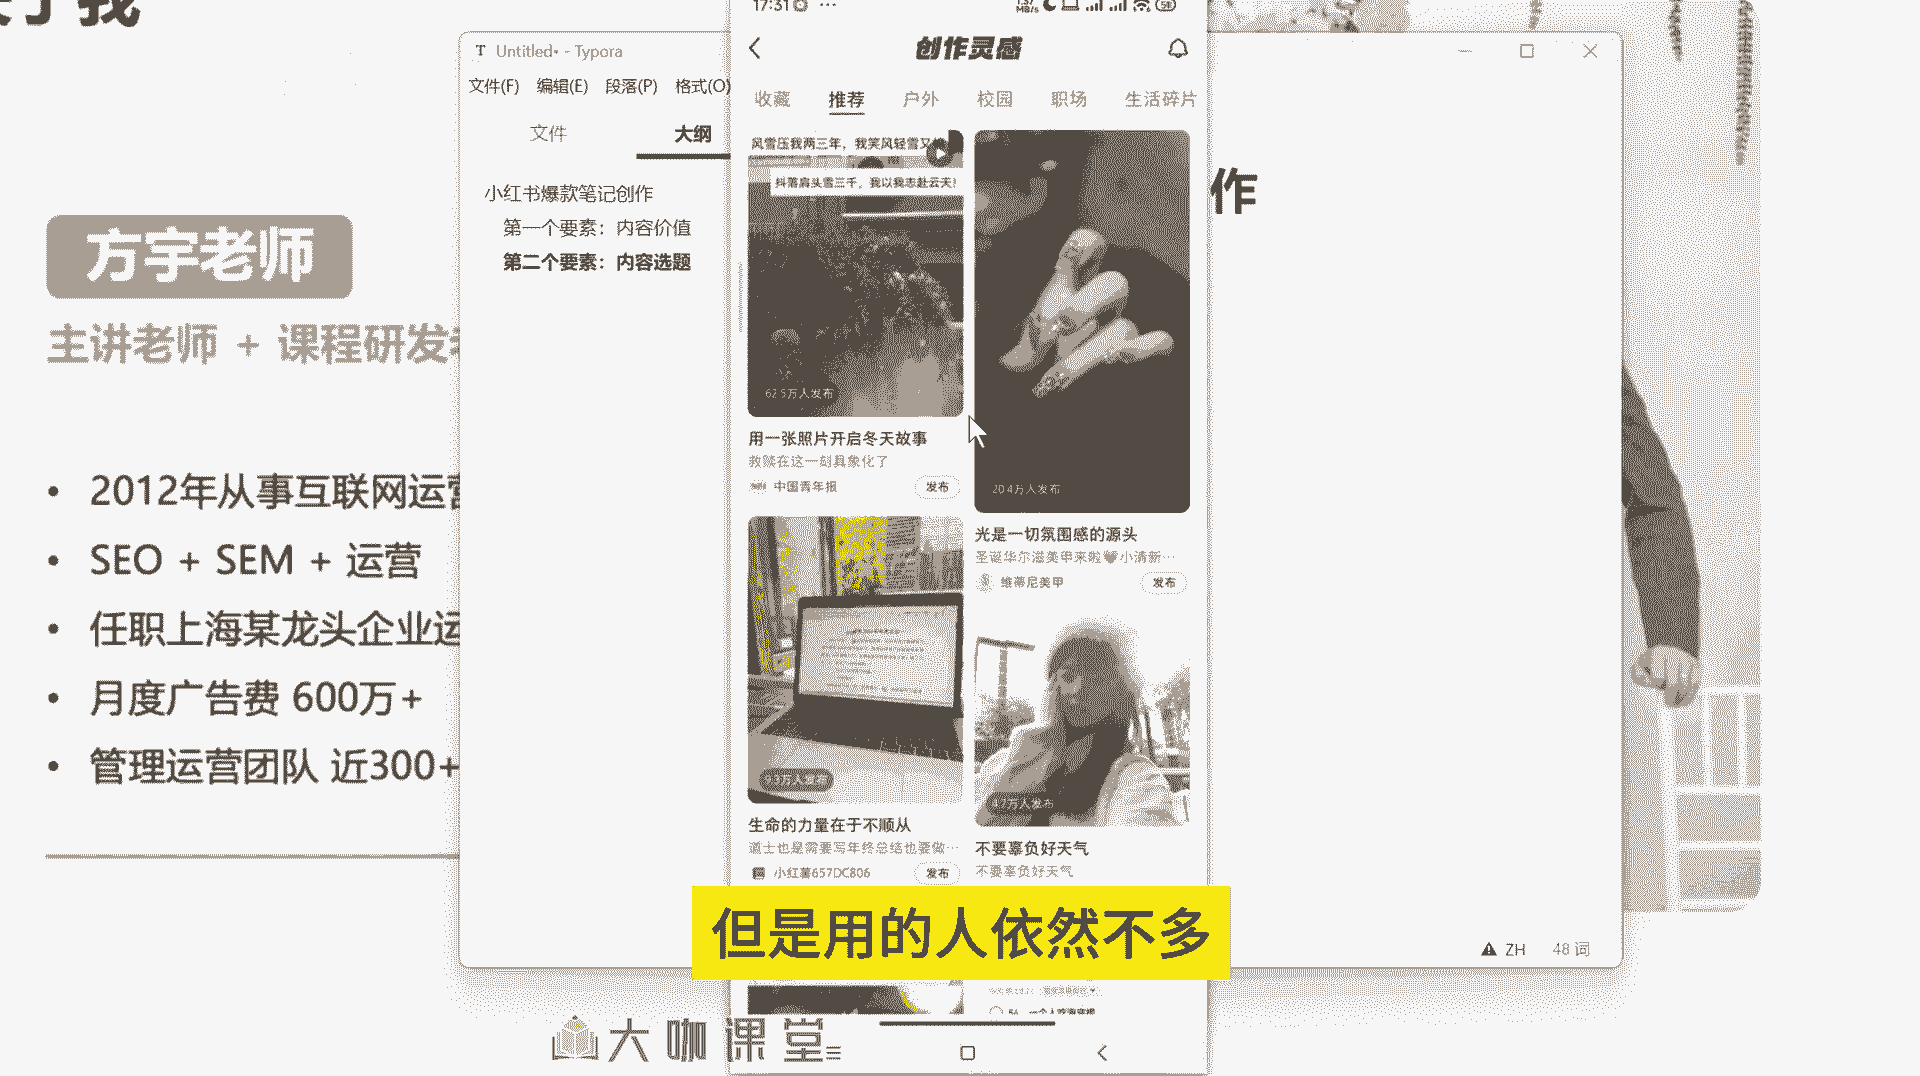 17:31
创作灵感
Untitled• - Typora
文件(F) 编辑(E) 段落(P) 格式(O)
收藏 推荐 户外 校园 职场 生活碎片
文件 大纲
小红书爆款笔记创作
第一个要素：内容价值
第二个要素：内容选题
作
方宇老师
主讲老师 + 课程研发
2012年从事互联网运营
SEO + SEM + 运营
任职上海某龙头企业运
月度广告费 600万+
管理运营团队 近300+
风雪压我两三年，我笑风轻雪又
抖落肩头雪三千，我以我志赴云天！
62.5万人发布
用一张照片开启冬天故事
救赎在这一刻具象化了
中国青年报 发布
20.4万人发布
光是一切氛围感的源头
圣诞华尔滋美甲来啦🖤小清新…
维蒂尼美甲 发布
生命的力量在于不顺从
道士也是需要写年终总结也要做…
小红薯657DC806 发布
4.7万人发布
不要辜负好天气
不要辜负好天气
但是用的人依然不多
ZH 48 词
大咖课堂